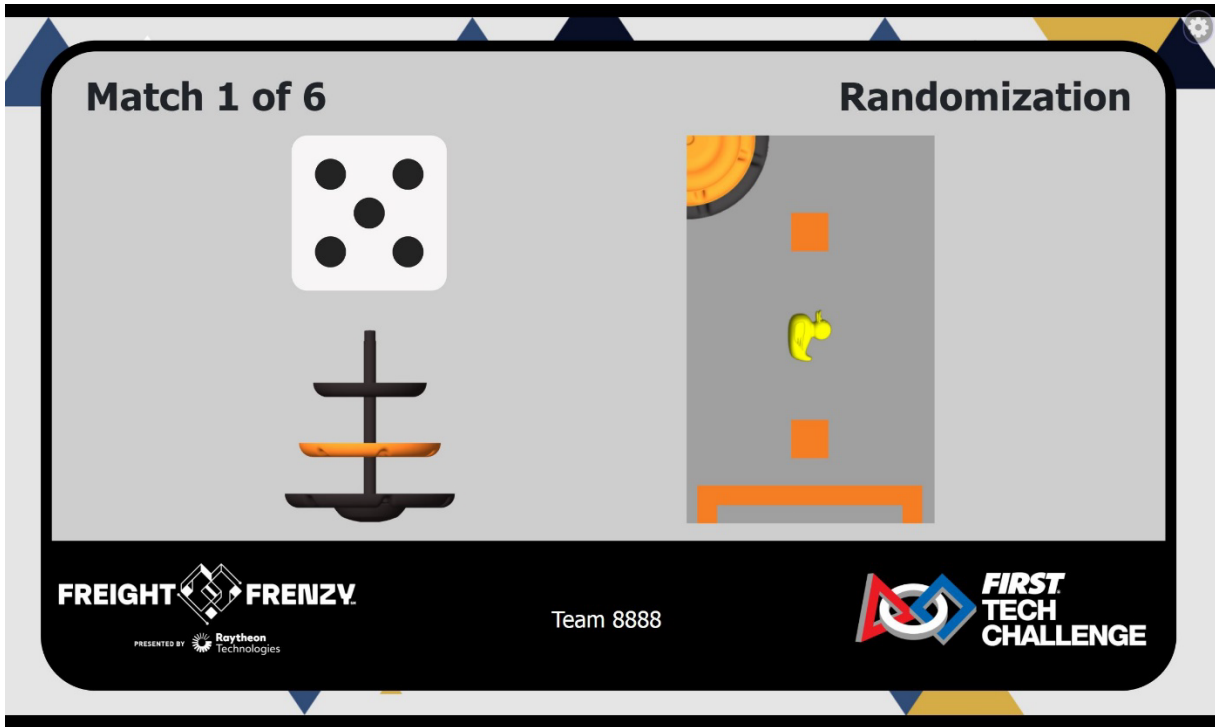 Match 1 of 6
Randomization
FREIGHT FRENZY
PRESENTED BY Raytheon
Technologies
Team 8888
FIRST
TECH
CHALLENGE